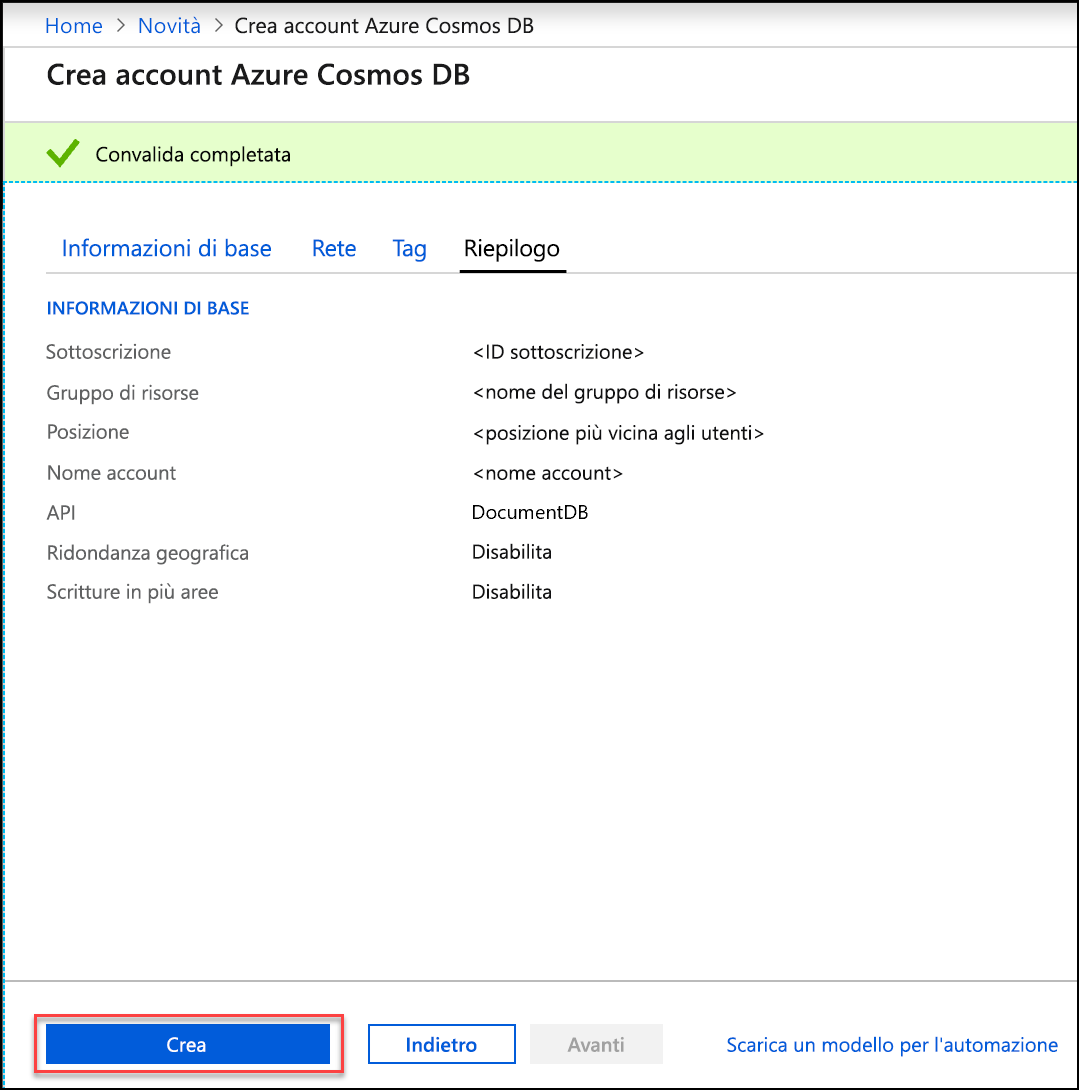 Home > Novità > Crea account Azure Cosmos DB
Crea account Azure Cosmos DB
Convalida completata
Informazioni di base Rete Tag Riepilogo
INFORMAZIONI DI BASE
Sottoscrizione <ID sottoscrizione>
Gruppo di risorse <nome del gruppo di risorse>
Posizione <posizione più vicina agli utenti>
Nome account <nome account>
API DocumentDB
Ridondanza geografica Disabilita
Scritture in più aree Disabilita
Crea Indietro Avanti Scarica un modello per l'automazione